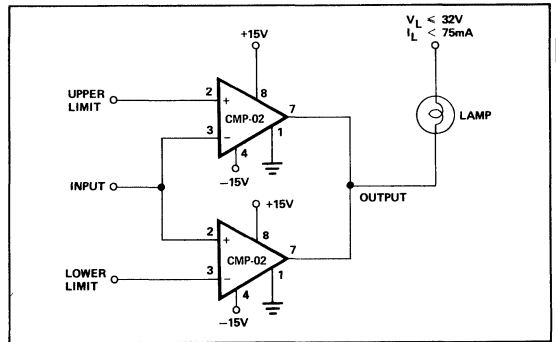 +15V
V_L ≤ 32V
I_L < 75mA
UPPER
LIMIT
2
+
8
7
CMP-02
3
−
1
4
LAMP
−15V
INPUT
+15V
OUTPUT
2
+
8
7
CMP-02
LOWER
LIMIT
3
−
1
4
−15V